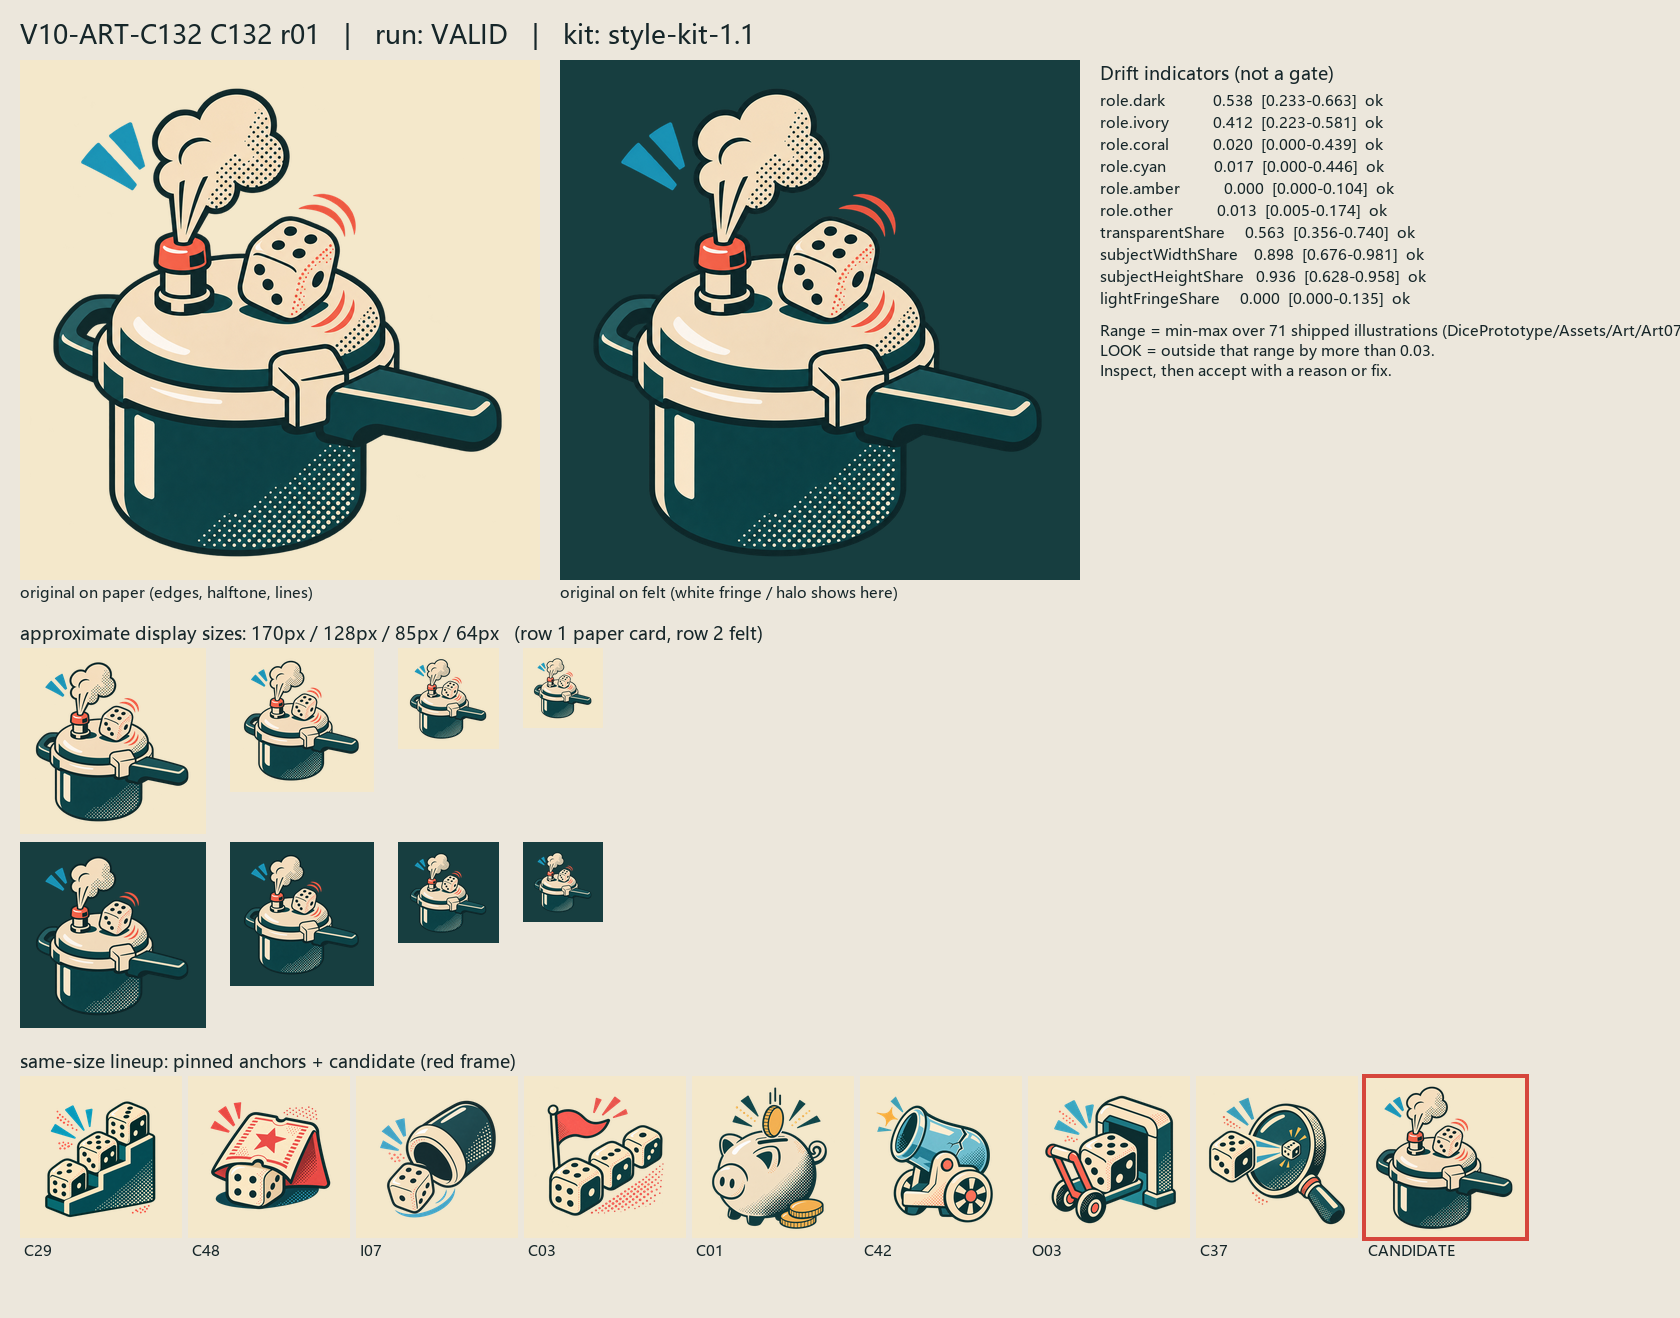 V10-ART-C132 C132 r01 | run: VALID | kit: style-kit-1.1
Drift indicators (not a gate)
role.dark 0.538 [0.233-0.663] ok
role.ivory 0.412 [0.223-0.581] ok
role.coral 0.020 [0.000-0.439] ok
role.cyan 0.017 [0.000-0.446] ok
role.amber 0.000 [0.000-0.104] ok
role.other 0.013 [0.005-0.174] ok
transparentShare 0.563 [0.356-0.740] ok
subjectWidthShare 0.898 [0.676-0.981] ok
subjectHeightShare 0.936 [0.628-0.958] ok
lightFringeShare 0.000 [0.000-0.135] ok
Range = min-max over 71 shipped illustrations (DicePrototype/Assets/Art/Art07
LOOK = outside that range by more than 0.03.
Inspect, then accept with a reason or fix.
original on paper (edges, halftone, lines)
original on felt (white fringe / halo shows here)
approximate display sizes: 170px / 128px / 85px / 64px (row 1 paper card, row 2 felt)
same-size lineup: pinned anchors + candidate (red frame)
C29
C48
I07
C03
C01
C42
O03
C37
CANDIDATE